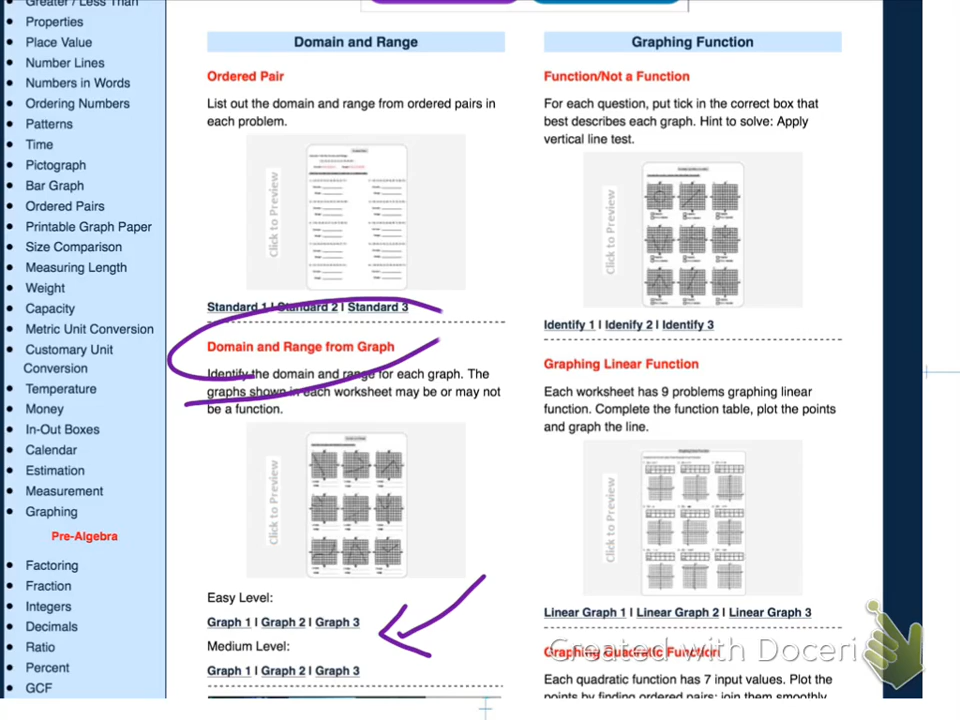 Greater / Less Than
Properties
Place Value
Number Lines
Numbers in Words
Ordering Numbers
Patterns
Time
Pictograph
Bar Graph
Ordered Pairs
Printable Graph Paper
Size Comparison
Measuring Length
Weight
Capacity
Metric Unit Conversion
Customary Unit
Conversion
Temperature
Money
In-Out Boxes
Calendar
Estimation
Measurement
Graphing
Pre-Algebra
Factoring
Fraction
Integers
Decimals
Ratio
Percent
GCF
Domain and Range
Ordered Pair
List out the domain and range from ordered pairs in
each problem.
Click to Preview
Standard 1 | Standard 2 | Standard 3
Domain and Range from Graph
Identify the domain and range for each graph. The
graphs shown in each worksheet may be or may not
be a function.
Click to Preview
Easy Level:
Graph 1 | Graph 2 | Graph 3
Medium Level:
Graph 1 | Graph 2 | Graph 3
Graphing Function
Function/Not a Function
For each question, put tick in the correct box that
best describes each graph. Hint to solve: Apply
vertical line test.
Click to Preview
Identify 1 | Idenify 2 | Identify 3
Graphing Linear Function
Each worksheet has 9 problems graphing linear
function. Complete the function table, plot the points
and graph the line.
Click to Preview
Linear Graph 1 | Linear Graph 2 | Linear Graph 3
Graphing Quadratic Function
Each quadratic function has 7 input values. Plot the
points by finding ordered pairs; join them smoothly
Created with Doceri